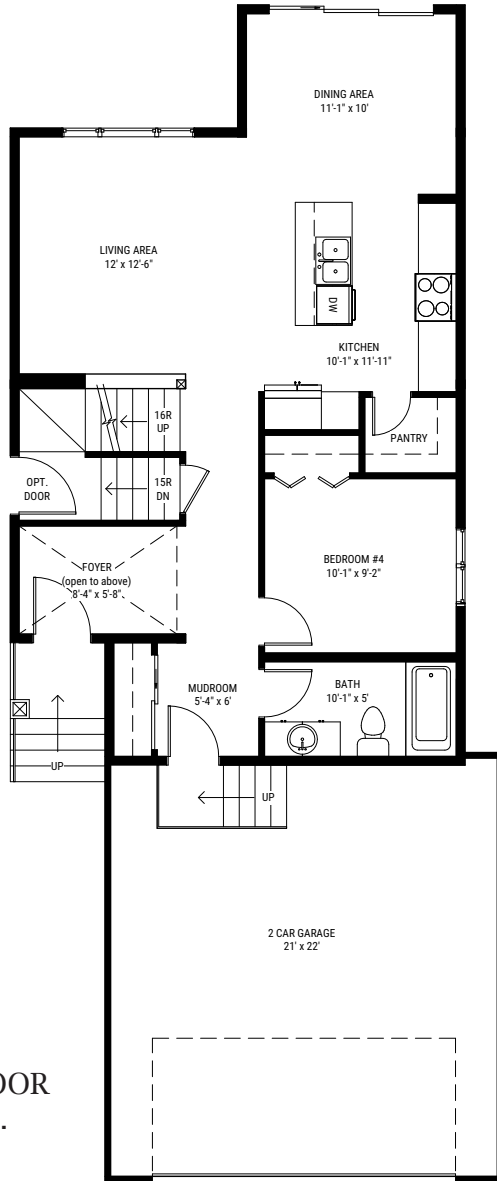 DINING AREA
11'-1" x 10'
LIVING AREA
12' x 12'-6"
DW
KITCHEN
10'-1" x 11'-11"
16R
UP
PANTRY
OPT.
DOOR
15R
DN
BEDROOM #4
10'-1" x 9'-2"
FOYER
(open to above)
8'-4" x 5'-8"
MUDROOM
5'-4" x 6'
BATH
10'-1" x 5'
UP
UP
2 CAR GARAGE
21' x 22'
OOR
.